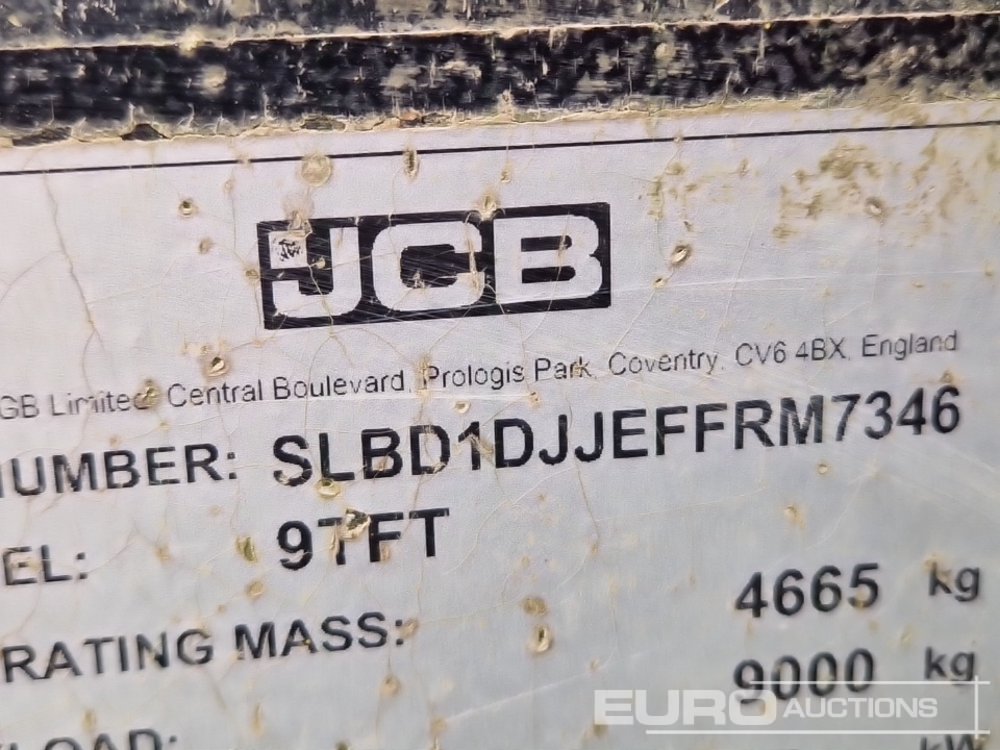 JCB
GB Limited, Central Boulevard, Prologis Park, Coventry, CV6 4BX, England
NUMBER: SLBD1DJJEFFRM7346
EL: 9TFT
RATING MASS: 4665 kg
LOAD: 9000 kg
kW
EURO AUCTIONS